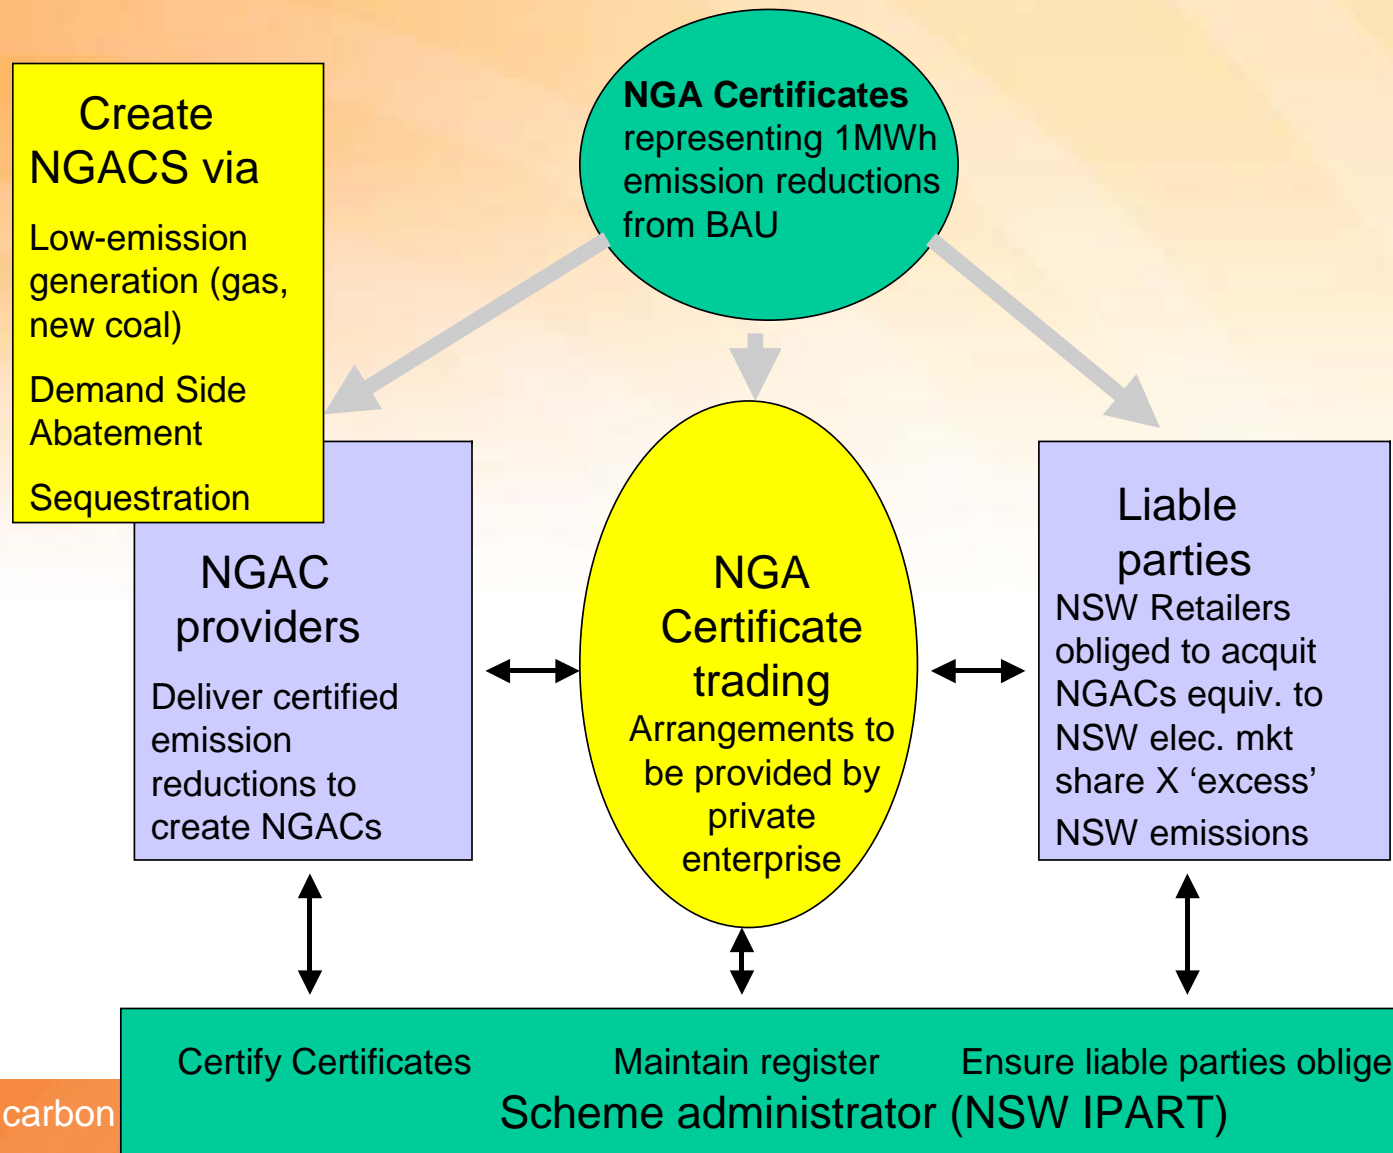 Create
NGACS via
Low-emission
generation (gas,
new coal)
Demand Side
Abatement
Sequestration
NGA Certificates
representing 1MWh
emission reductions
from BAU
NGAC
providers
Deliver certified
emission
reductions to
create NGACs
NGA
Certificate
trading
Arrangements to
be provided by
private
enterprise
Liable
parties
NSW Retailers
obliged to acquit
NGACs equiv. to
NSW elec. mkt
share X ‘excess’
NSW emissions
Certify Certificates Maintain register Ensure liable parties oblige
carbon
Scheme administrator (NSW IPART)